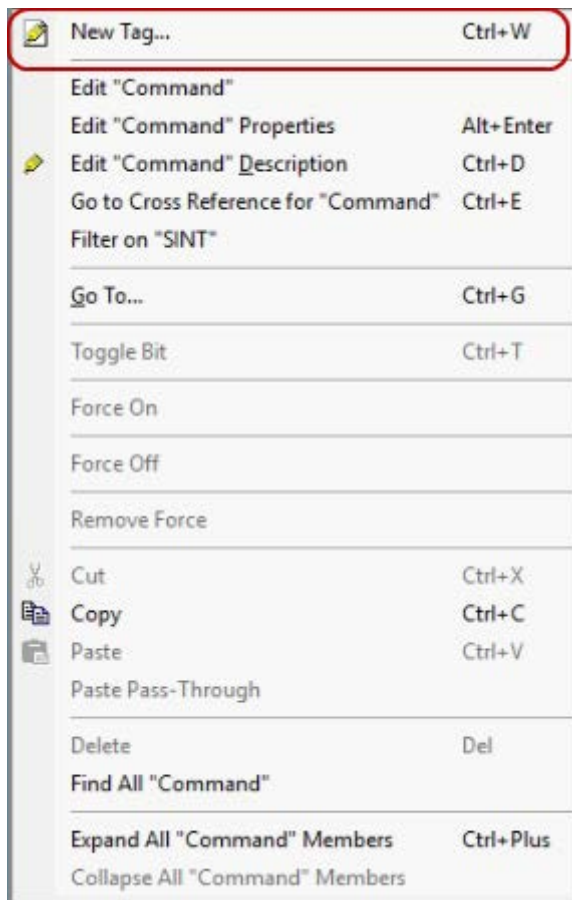 New Tag... Ctrl+W
Edit "Command"
Edit "Command" Properties Alt+Enter
Edit "Command" Description Ctrl+D
Go to Cross Reference for "Command" Ctrl+E
Filter on "SINT"
Go To... Ctrl+G
Toggle Bit Ctrl+T
Force On
Force Off
Remove Force
Cut Ctrl+X
Copy Ctrl+C
Paste Ctrl+V
Paste Pass-Through
Delete Del
Find All "Command"
Expand All "Command" Members Ctrl+Plus
Collapse All "Command" Members